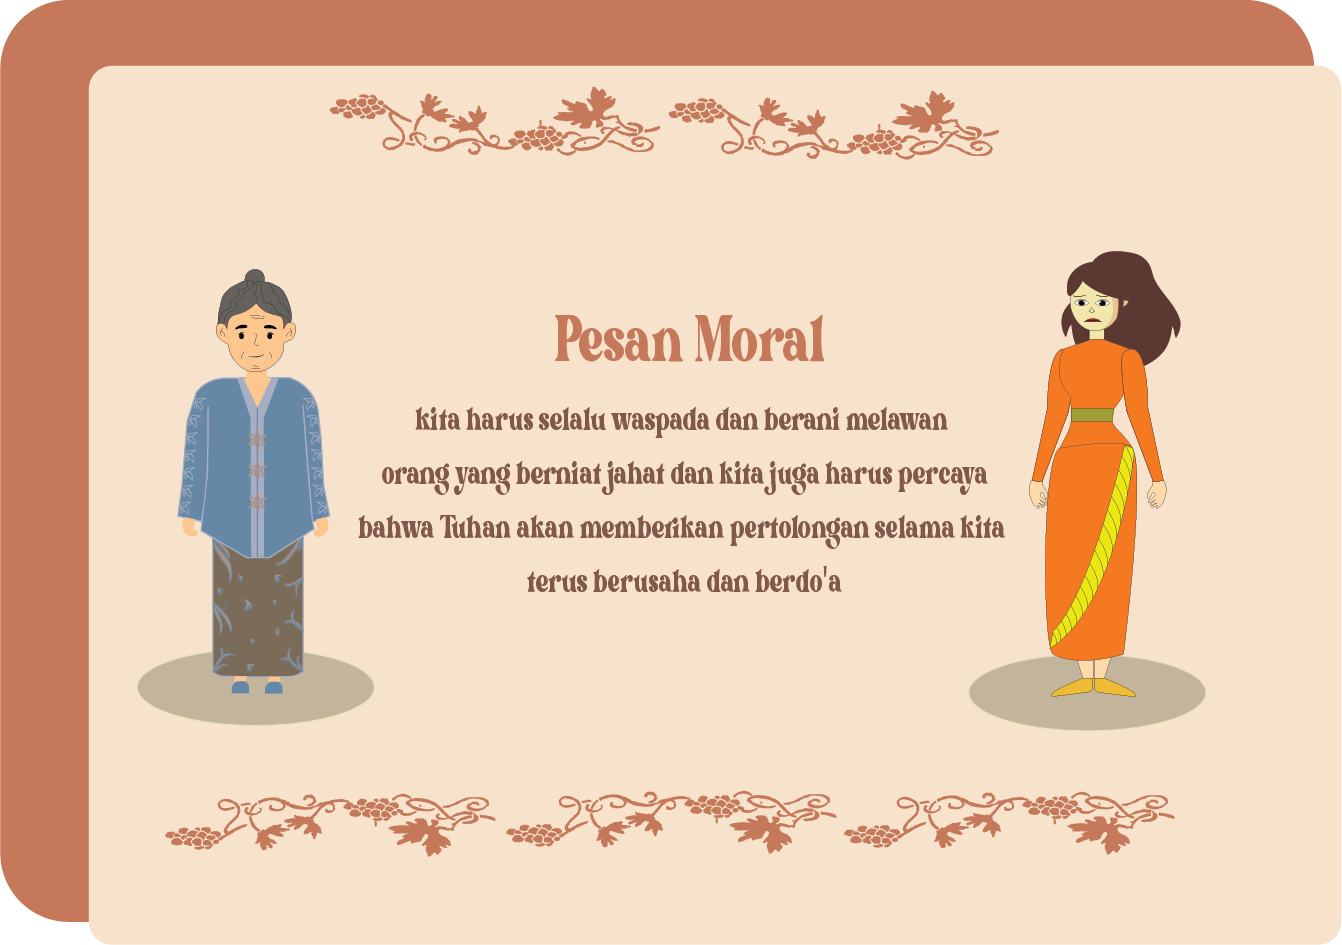 Pesan Moral
kita harus selalu waspada dan berani melawan
orang yang berniat jahat dan kita juga harus percaya
bahwa Tuhan akan memberikan pertolongan selama kita
terus berusaha dan berdo'a